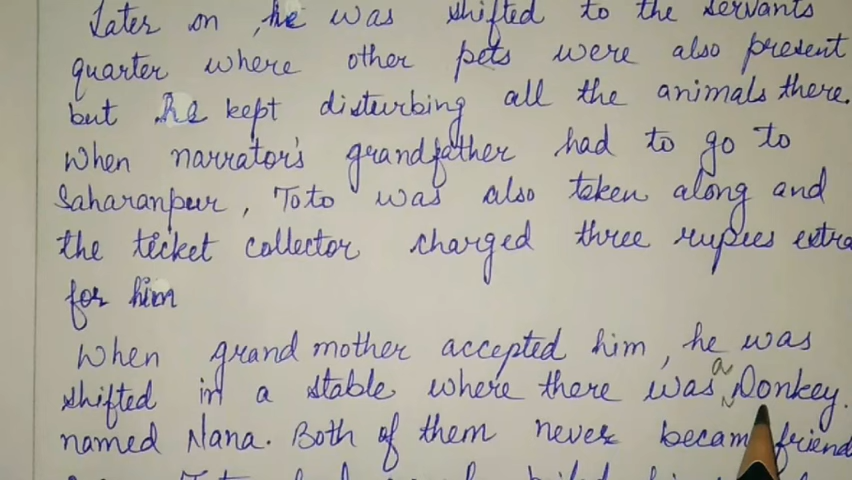 Later on, he was shifted to the servants
quarter where other pets were also present
but he kept disturbing all the animals there.
When narrator's grandfather had to go to
Saharanpur, Toto was also taken along and
the ticket collector charged three rupees extra
for him
When grand mother accepted him, he was
shifted in a stable where there was a Donkey.
named Nana. Both of them never becam friend